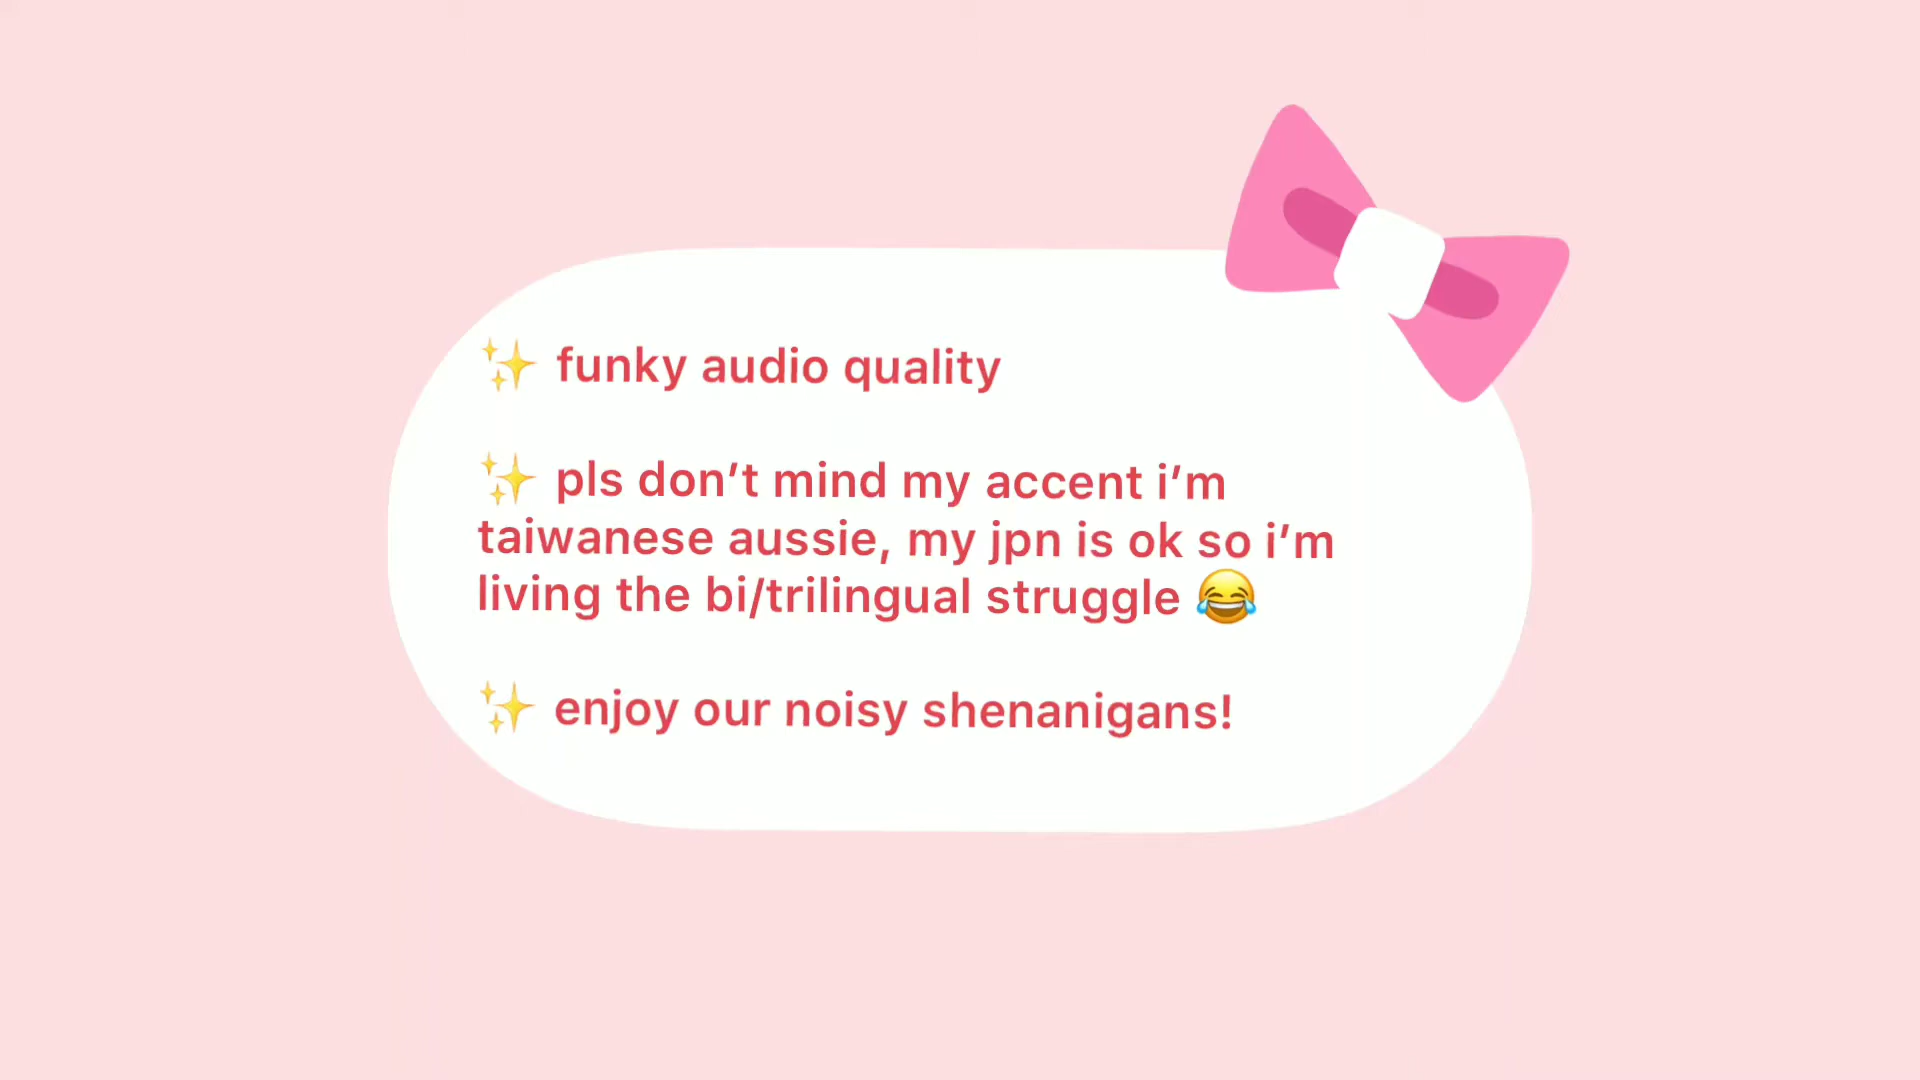 ✨ funky audio quality
✨ pls don’t mind my accent i’m
taiwanese aussie, my jpn is ok so i’m
living the bi/trilingual struggle 😂
✨ enjoy our noisy shenanigans!